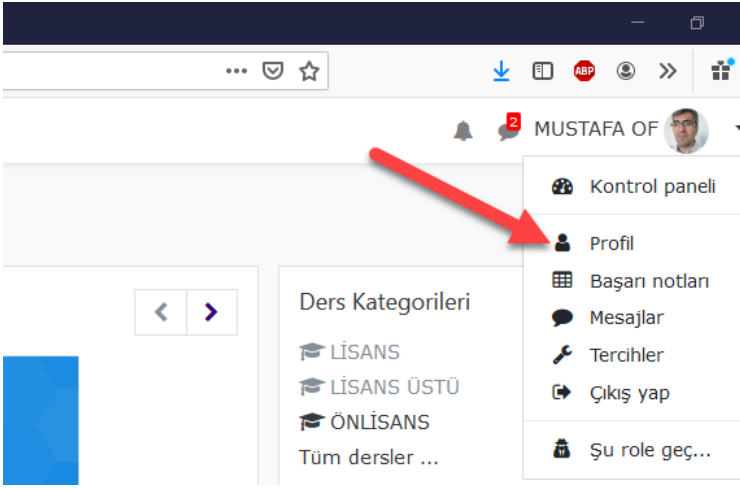 ABP
2
MUSTAFA OF
Kontrol paneli
Profil
Başarı notları
Mesajlar
Tercihler
Çıkış yap
Şu role geç...
Ders Kategorileri
LİSANS
LİSANS ÜSTÜ
ÖNLİSANS
Tüm dersler ...